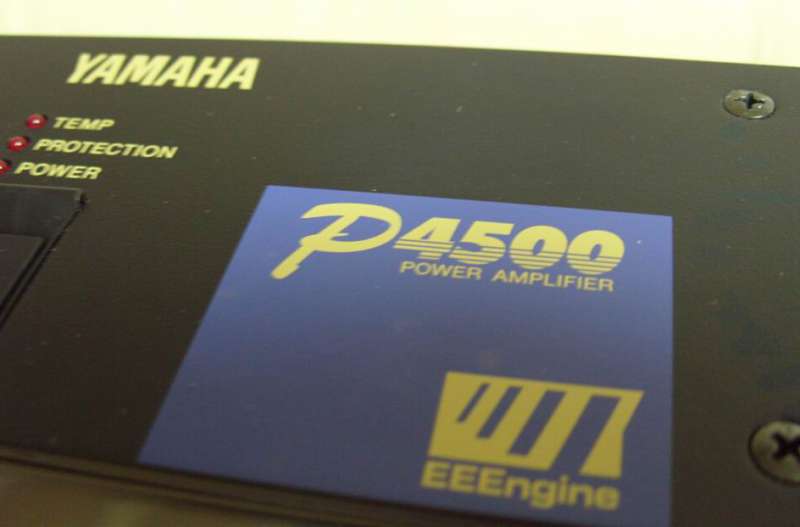 YAMAHA
TEMP
PROTECTION
POWER
P4500
POWER AMPLIFIER
EEEngine